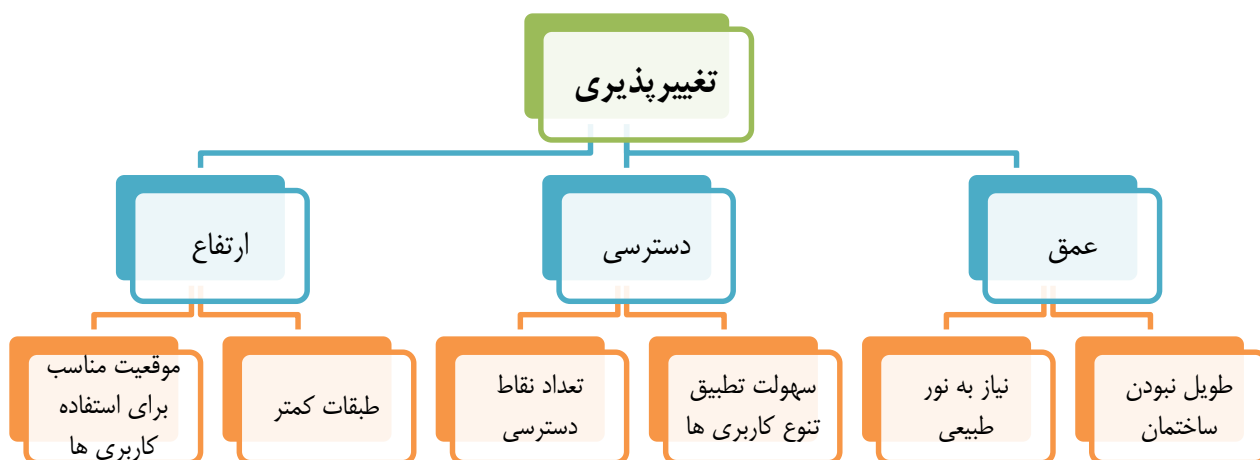 تغییرپذیری
عمق
دسترسی
ارتفاع
طویل نبودن
ساختمان
نیاز به نور
طبیعی
سهولت تطبیق
تنوع کاربری ها
تعداد نقاط
دسترسی
طبقات کمتر
موقعیت مناسب
برای استفاده
کاربری ها